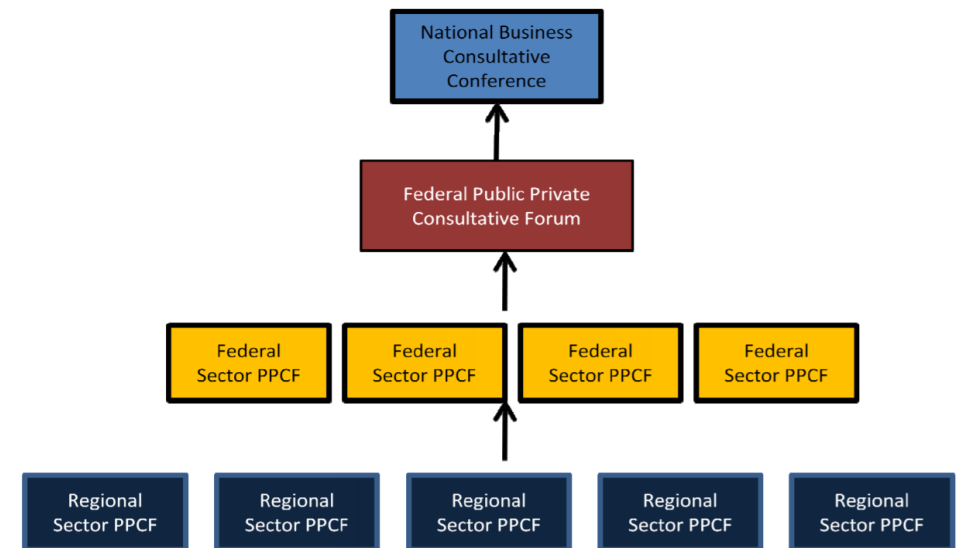 National Business
Consultative
Conference
Federal Public Private
Consultative Forum
Federal
Sector PPCF
Federal
Sector PPCF
Federal
Sector PPCF
Federal
Sector PPCF
Regional
Sector PPCF
Regional
Sector PPCF
Regional
Sector PPCF
Regional
Sector PPCF
Regional
Sector PPCF